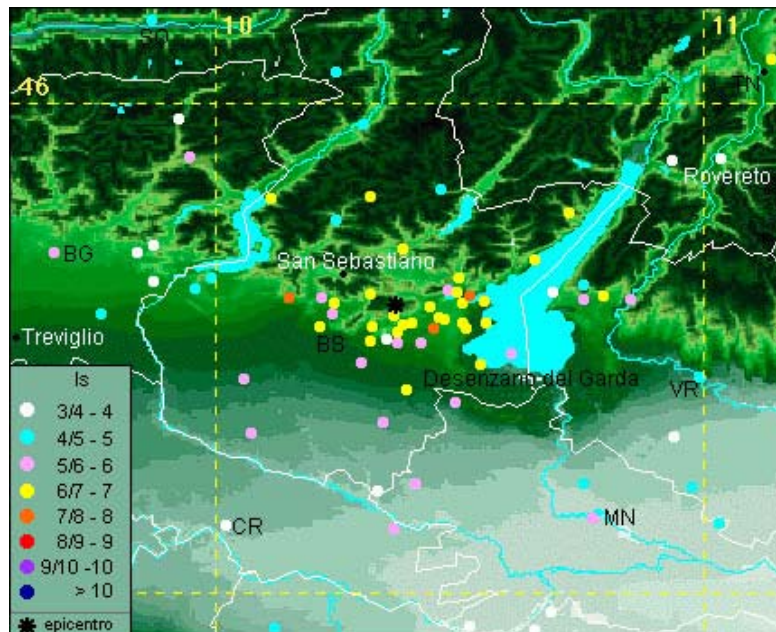 SO
10
11
46
TN
Rovereto
BG
San Sebastiano
Treviglio
BS
Desenzano del Garda
VR
Is
3/4 - 4
4/5 - 5
5/6 - 6
6/7 - 7
7/8 - 8
8/9 - 9
9/10 -10
> 10
epicentro
CR
MN